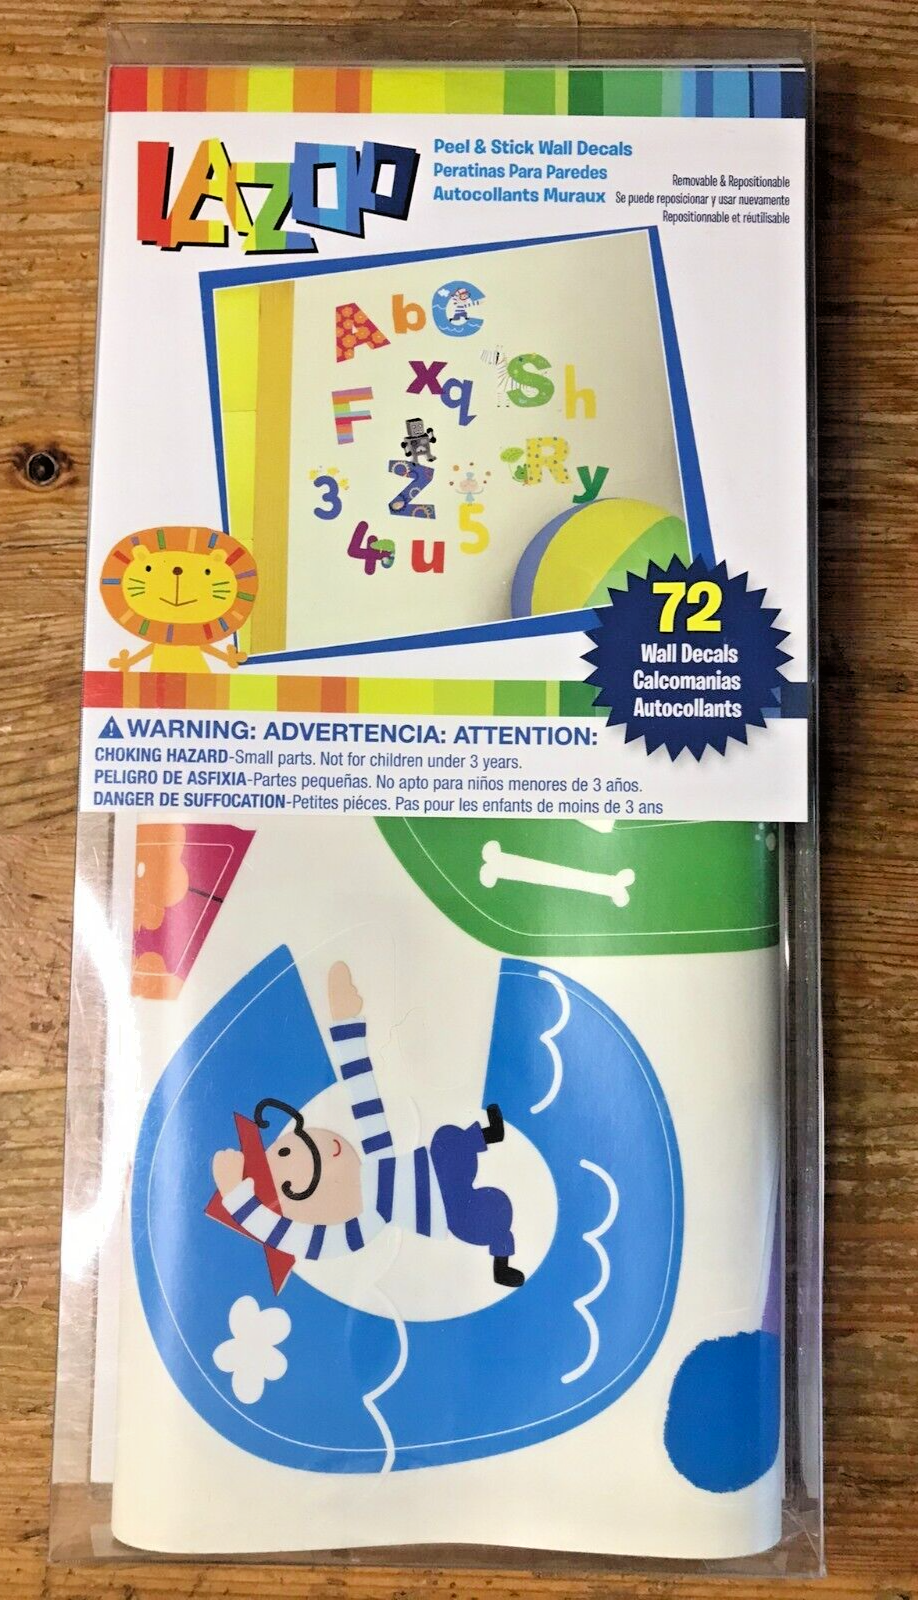 LAZOO
Peel & Stick Wall Decals
Peratinas Para Paredes
Autocollants Muraux
Removable & Repositionable
Se puede reposicionar y usar nuevamente
Repositionnable et réutilisable
A b C
x q S h
F
Z R y
3
4 u 5
72
Wall Decals
Calcomanias
Autocollants
WARNING: ADVERTENCIA: ATTENTION:
CHOKING HAZARD-Small parts. Not for children under 3 years.
PELIGRO DE ASFIXIA-Partes pequeñas. No apto para niños menores de 3 años.
DANGER DE SUFFOCATION-Petites piéces. Pas pour les enfants de moins de 3 ans